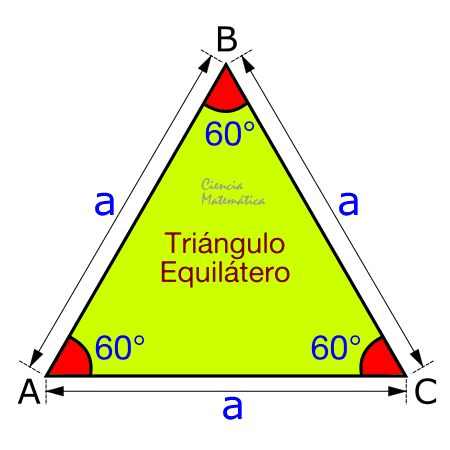 B
60°
a
a
Ciencia
Matemática
Triángulo
Equilátero
60°
60°
A
C
a